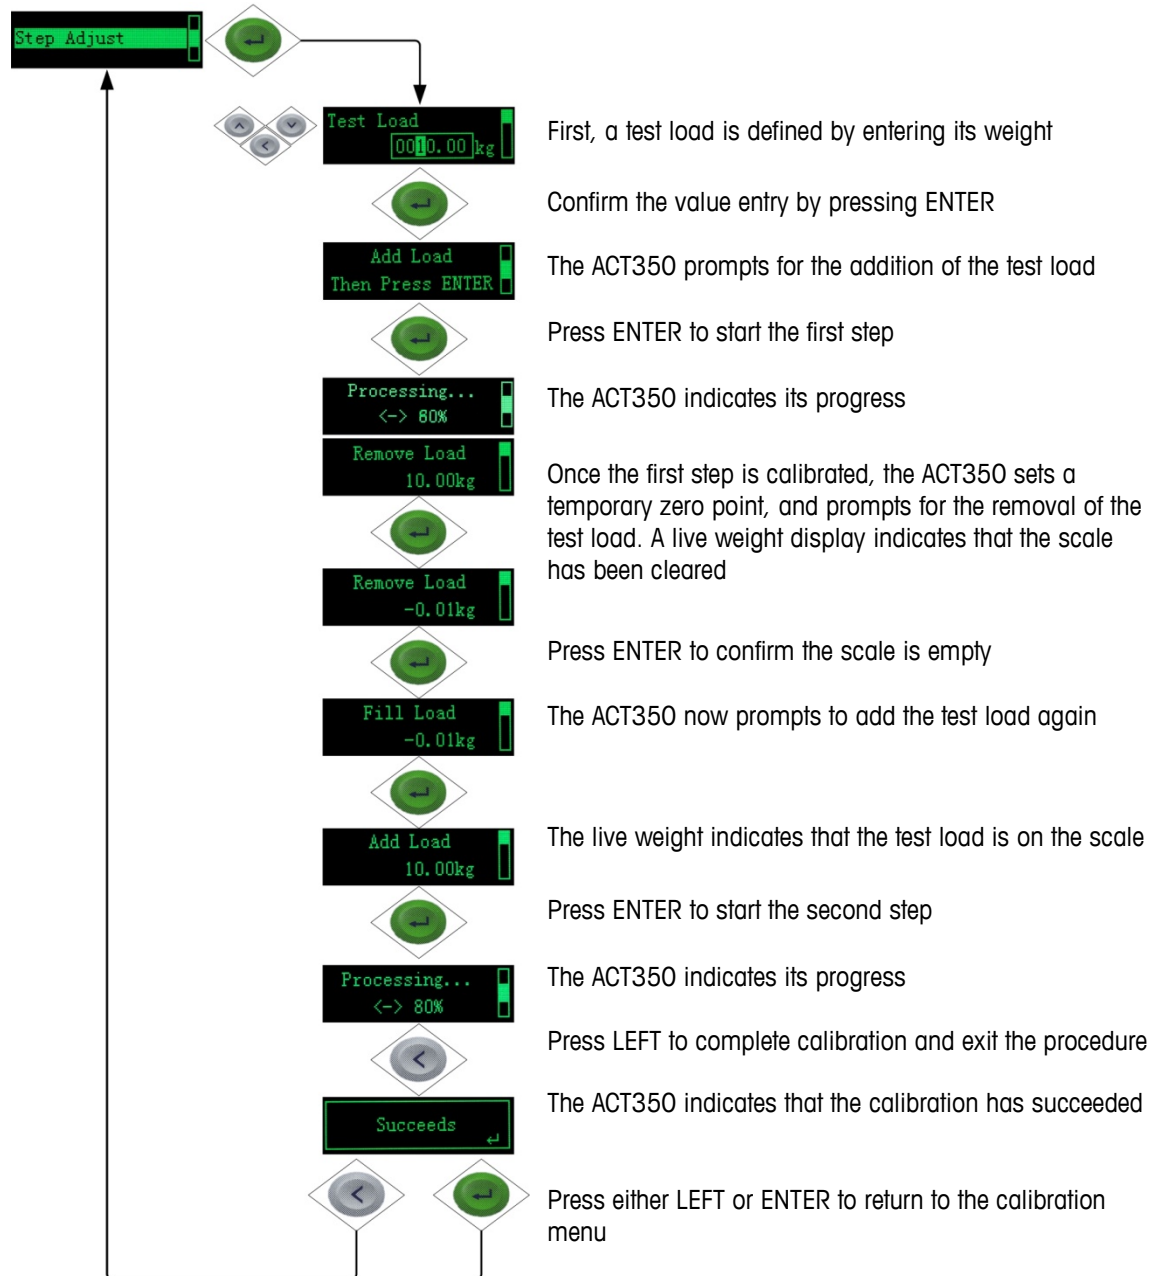 Step Adjust
Test Load
0010.00 kg
First, a test load is defined by entering its weight
Confirm the value entry by pressing ENTER
Add Load
Then Press ENTER
The ACT350 prompts for the addition of the test load
Press ENTER to start the first step
Processing...
<-> 80%
The ACT350 indicates its progress
Remove Load
10.00kg
Once the first step is calibrated, the ACT350 sets a
temporary zero point, and prompts for the removal of the
test load. A live weight display indicates that the scale
has been cleared
Remove Load
-0.01kg
Press ENTER to confirm the scale is empty
Fill Load
-0.01kg
The ACT350 now prompts to add the test load again
Add Load
10.00kg
The live weight indicates that the test load is on the scale
Press ENTER to start the second step
Processing...
<-> 80%
The ACT350 indicates its progress
Press LEFT to complete calibration and exit the procedure
Succeeds
The ACT350 indicates that the calibration has succeeded
Press either LEFT or ENTER to return to the calibration
menu